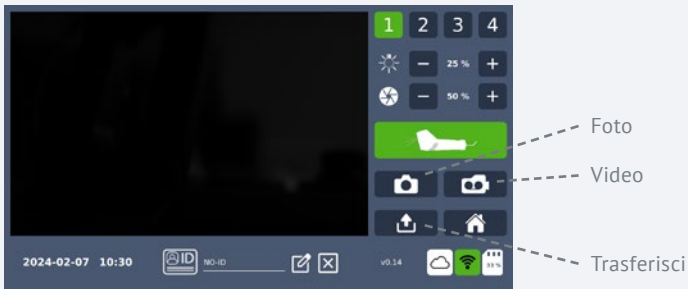 1 2 3 4
25 %
50 %
Foto
Video
Trasferisci
2024-02-07 10:30 ID NO-ID v0.14 33 %